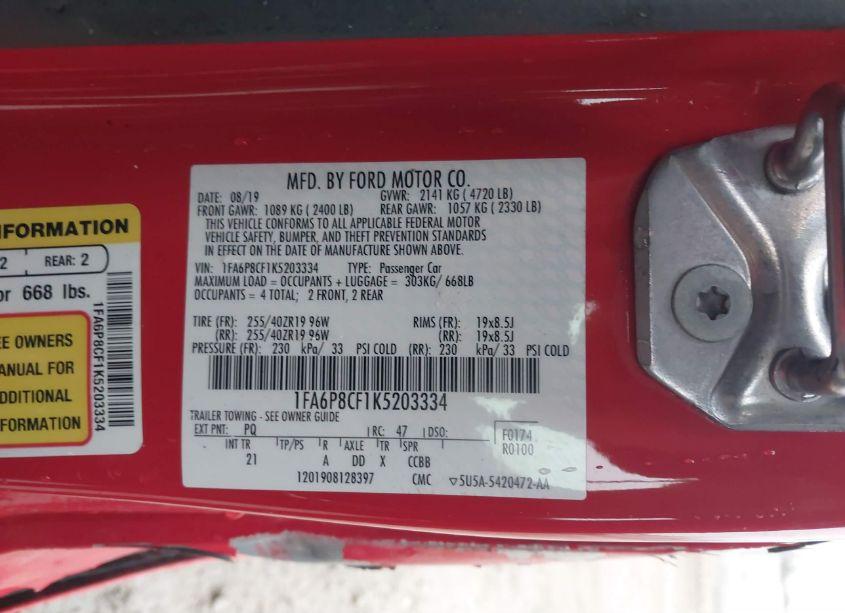 MFD. BY FORD MOTOR CO.
DATE: 08/19 GVWR: 2141 KG ( 4720 LB)
FRONT GAWR: 1089 KG ( 2400 LB) REAR GAWR: 1057 KG ( 2330 LB)
THIS VEHICLE CONFORMS TO ALL APPLICABLE FEDERAL MOTOR
VEHICLE SAFETY, BUMPER, AND THEFT PREVENTION STANDARDS
IN EFFECT ON THE DATE OF MANUFACTURE SHOWN ABOVE.
VIN: 1FA6P8CF1K5203334 TYPE: Passenger Car
MAXIMUM LOAD = OCCUPANTS + LUGGAGE = 303KG/ 668LB
OCCUPANTS = 4 TOTAL; 2 FRONT, 2 REAR
TIRE (FR): 255/40ZR19 96W RIMS (FR): 19x8.5J
(RR): 255/40ZR19 96W (RR): 19x8.5J
PRESSURE (FR): 230 kPa/ 33 PSI COLD (RR): 230 kPa/ 33 PSI COLD
1FA6P8CF1K5203334
TRAILER TOWING - SEE OWNER GUIDE
EXT PNT: PQ RC: 47 DSO: F0174
R0100
INT TR TP/PS R AXLE TR SPR
21 A DD X CCBB
1201908128397 CMC ▽5U5A-5420472-AA
INFORMATION
2 REAR: 2
or 668 lbs.
EE OWNERS
MANUAL FOR
ADDITIONAL
INFORMATION
1FA6P8CF1K5203334